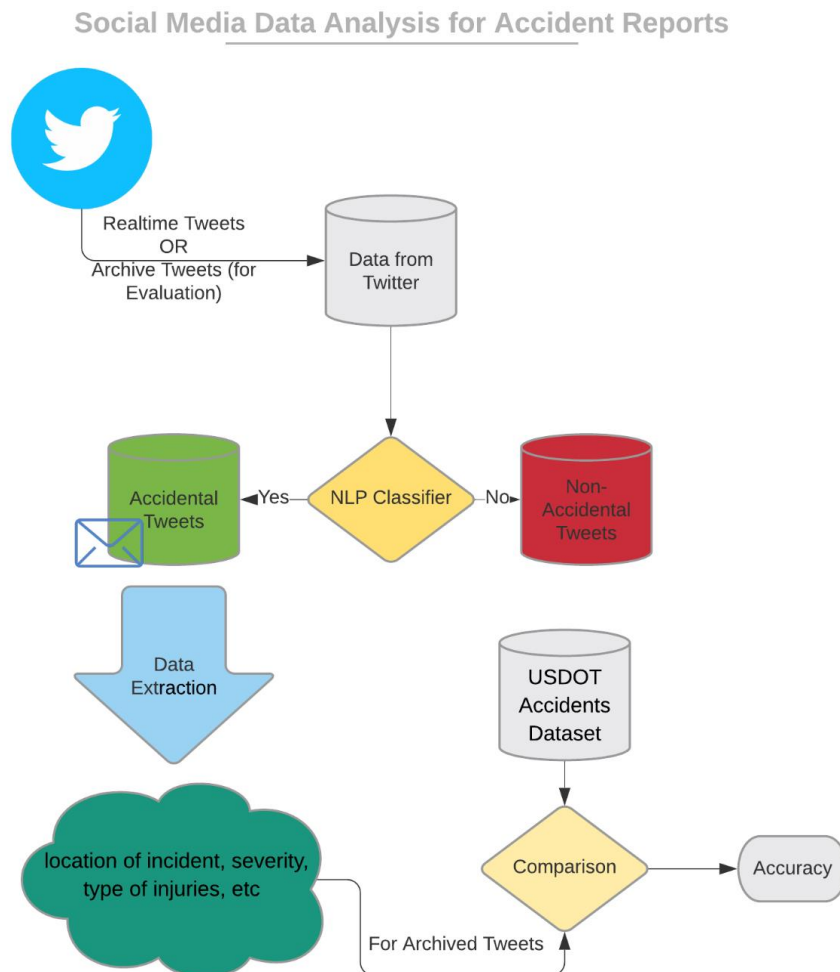 Social Media Data Analysis for Accident Reports
Realtime Tweets
OR
Archive Tweets (for
Evaluation)
Data from
Twitter
Accidental
Tweets
Yes
NLP Classifier
No
Non-
Accidental
Tweets
Data
Extraction
USDOT
Accidents
Dataset
location of incident, severity,
type of injuries, etc
For Archived Tweets
Comparison
Accuracy